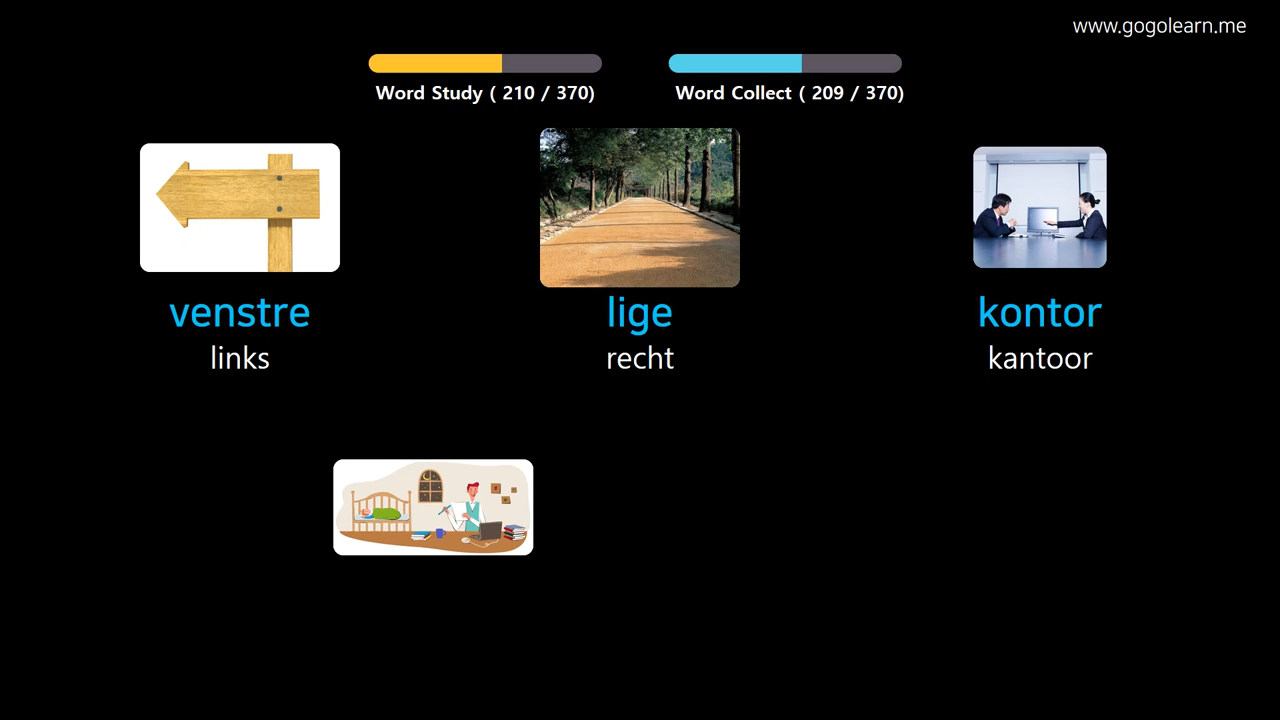 www.gogolearn.me
Word Study ( 210 / 370)
Word Collect ( 209 / 370)
venstre
links
lige
recht
kontor
kantoor